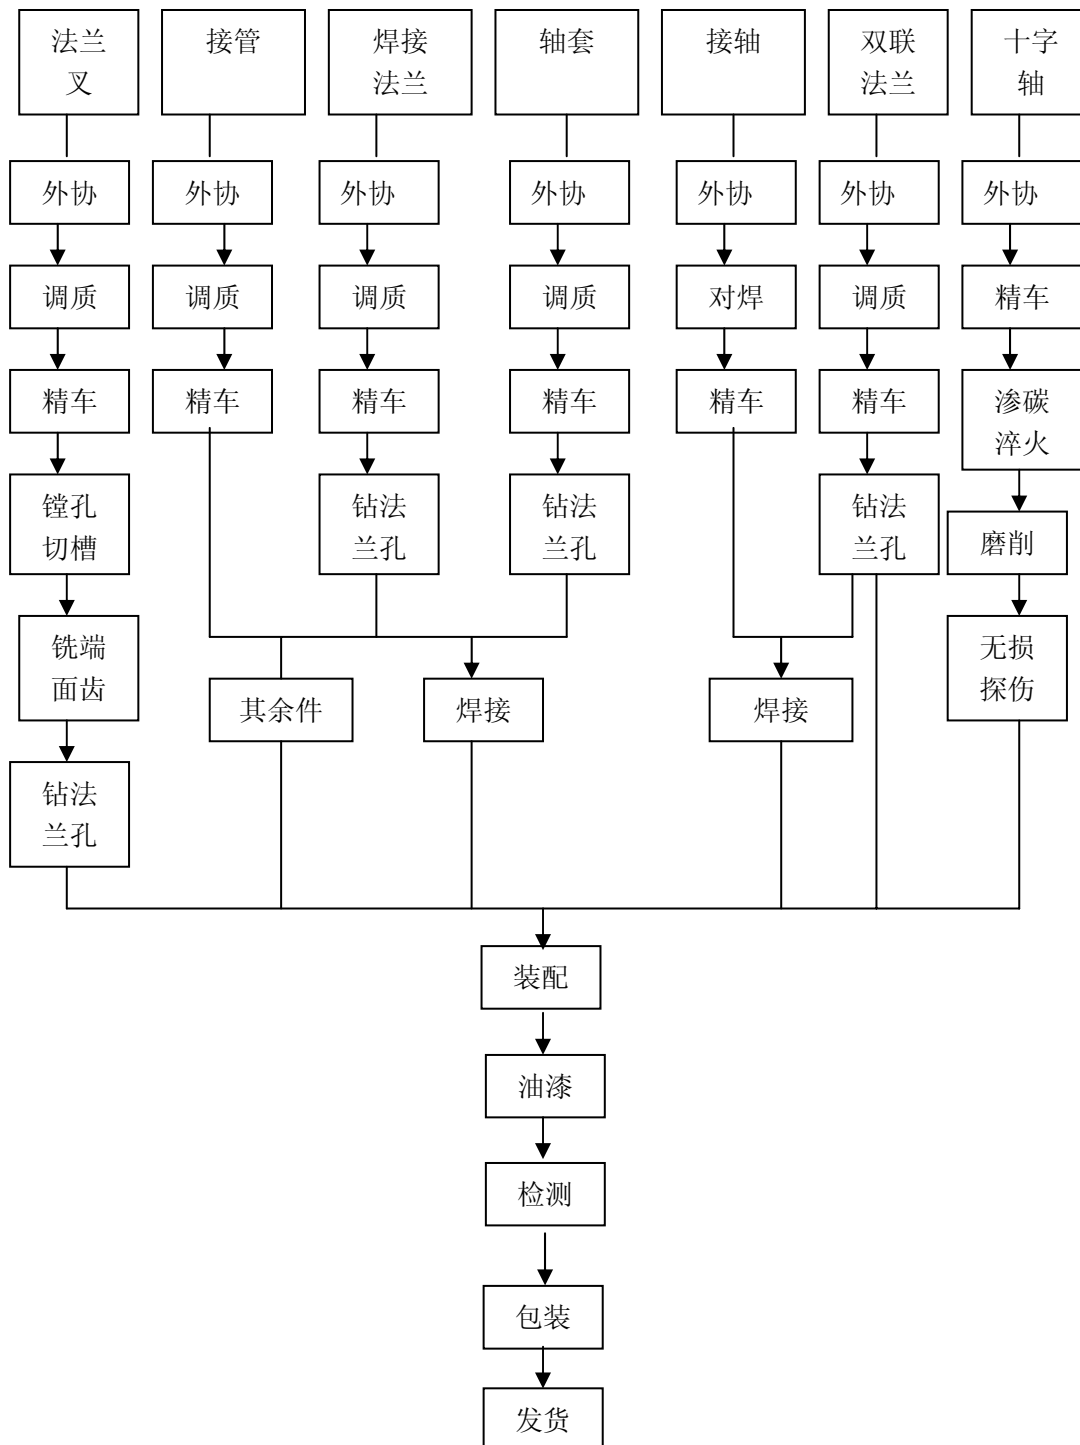 法兰
叉
接管
焊接
法兰
轴套
接轴
双联
法兰
十字
轴
外协
外协
外协
外协
外协
外协
外协
调质
调质
调质
调质
对焊
调质
精车
精车
精车
精车
精车
精车
精车
渗碳
淬火
镗孔
切槽
钻法
兰孔
钻法
兰孔
钻法
兰孔
磨削
铣端
面齿
其余件
焊接
焊接
无损
探伤
钻法
兰孔
装配
油漆
检测
包装
发货